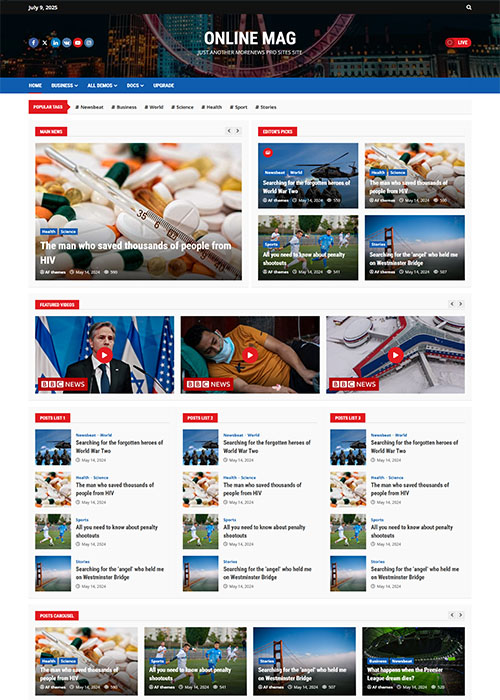 July 9, 2025
ONLINE MAG
JUST ANOTHER MORENEWS PRO SITES SITE
LIVE
HOME BUSINESS ALL DEMOS DOCS UPGRADE
POPULAR TAGS # Newsbeat # Business # World # Science # Health # Sport # Stories
MAIN NEWS
Health Science
The man who saved thousands of people from
HIV
AF themes May 14, 2024 590
EDITOR'S PICKS
Newsbeat World
Searching for the forgotten heroes of
World War Two
AF themes May 14, 2024 559
Health Science
The man who saved thousands of
people from HIV
AF themes May 14, 2024 590
Sports
All you need to know about penalty
shootouts
AF themes May 14, 2024 541
Stories
Searching for the 'angel' who held me
on Westminster Bridge
AF themes May 14, 2024 507
FEATURED VIDEOS
BBC NEWS
BBC NEWS
BBC NEWS
POSTS LIST 1
Newsbeat World
Searching for the forgotten heroes of
World War Two
May 14, 2024
Health Science
The man who saved thousands of
people from HIV
May 14, 2024
Sports
All you need to know about penalty
shootouts
May 14, 2024
Stories
Searching for the 'angel' who held me
on Westminster Bridge
May 14, 2024
POSTS LIST 2
Newsbeat World
Searching for the forgotten heroes of
World War Two
May 14, 2024
Health Science
The man who saved thousands of
people from HIV
May 14, 2024
Sports
All you need to know about penalty
shootouts
May 14, 2024
Stories
Searching for the 'angel' who held me
on Westminster Bridge
May 14, 2024
POSTS LIST 3
Newsbeat World
Searching for the forgotten heroes of
World War Two
May 14, 2024
Health Science
The man who saved thousands of
people from HIV
May 14, 2024
Sports
All you need to know about penalty
shootouts
May 14, 2024
Stories
Searching for the 'angel' who held me
on Westminster Bridge
May 14, 2024
POSTS CAROUSEL
Health Science
The man who saved thousands of
people from HIV
AF themes May 14, 2024 590
Sports
All you need to know about penalty
shootouts
AF themes May 14, 2024 541
Stories
Searching for the 'angel' who held me
on Westminster Bridge
AF themes May 14, 2024 507
Business Newsbeat
What happens when the Premier
League dream dies?
AF themes May 14, 2024 525